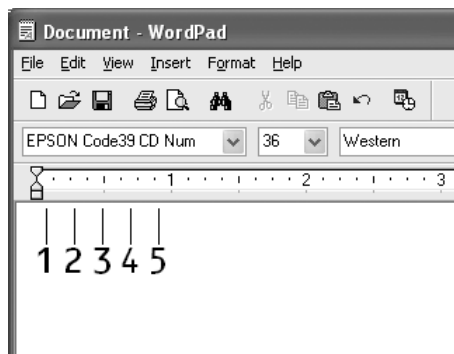 Document - WordPad
File Edit View Insert Format Help
EPSON Code39 CD Num 36 Western
1 2 3
1 2 3 4 5